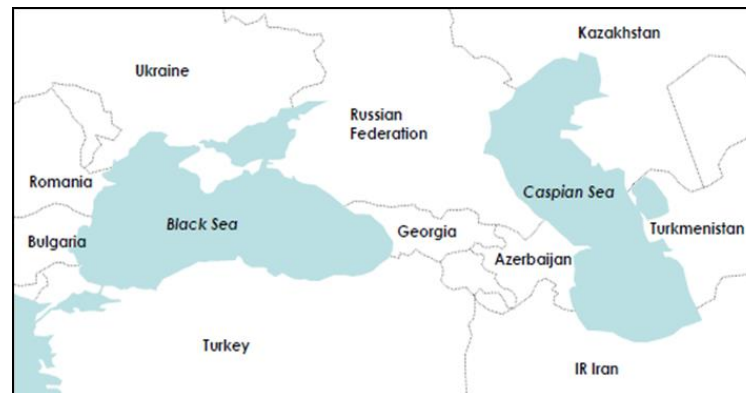 Kazakhstan
Ukraine
Russian
Federation
Romania
Caspian Sea
Black Sea
Georgia
Turkmenistan
Bulgaria
Azerbaijan
Turkey
IR Iran